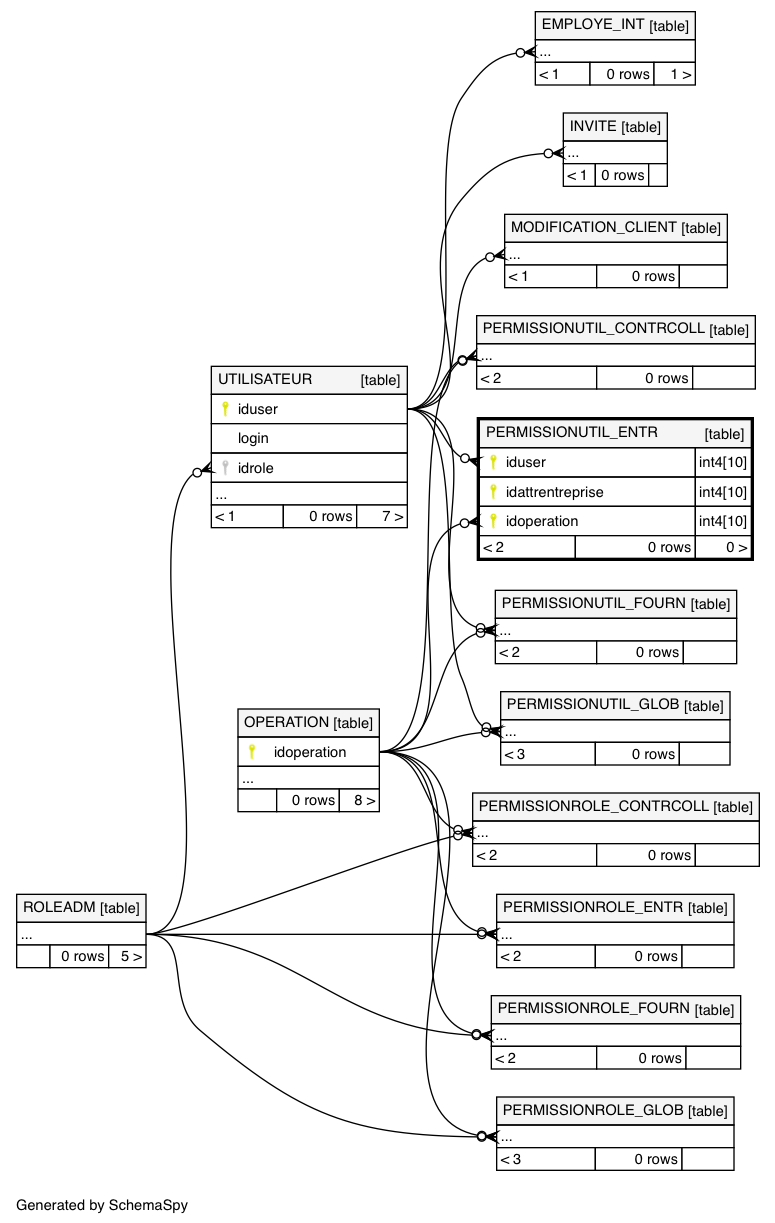 EMPLOYE_INT [table]
...
< 1 0 rows 1 >
INVITE [table]
...
< 1 0 rows
MODIFICATION_CLIENT [table]
...
< 1 0 rows
PERMISSIONUTIL_CONTRCOLL [table]
...
< 2 0 rows
UTILISATEUR [table]
iduser
login
idrole
...
< 1 0 rows 7 >
PERMISSIONUTIL_ENTR [table]
iduser int4[10]
idattrentreprise int4[10]
idoperation int4[10]
< 2 0 rows 0 >
PERMISSIONUTIL_FOURN [table]
...
< 2 0 rows
PERMISSIONUTIL_GLOB [table]
...
< 3 0 rows
OPERATION [table]
idoperation
...
0 rows 8 >
PERMISSIONROLE_CONTRCOLL [table]
...
< 2 0 rows
ROLEADM [table]
...
0 rows 5 >
PERMISSIONROLE_ENTR [table]
...
< 2 0 rows
PERMISSIONROLE_FOURN [table]
...
< 2 0 rows
PERMISSIONROLE_GLOB [table]
...
< 3 0 rows
Generated by SchemaSpy